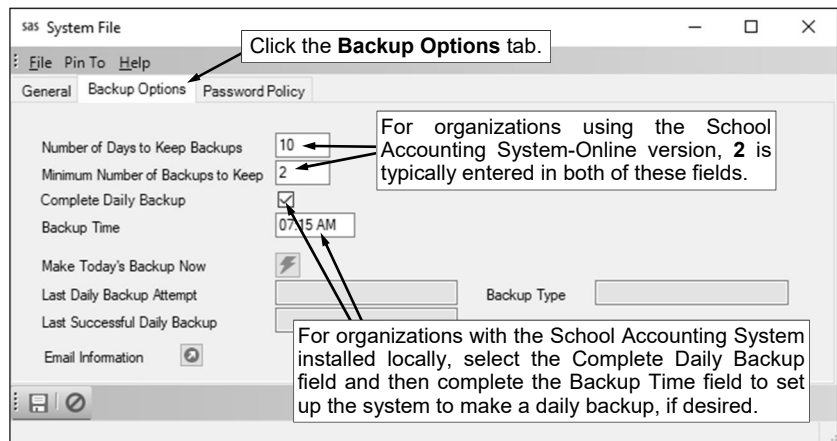 sas System File
Click the Backup Options tab.
File Pin To Help
General Backup Options Password Policy
Number of Days to Keep Backups 10
Minimum Number of Backups to Keep 2
For organizations using the School
Accounting System-Online version, 2 is
typically entered in both of these fields.
Complete Daily Backup
Backup Time 07:15 AM
Make Today's Backup Now
Last Daily Backup Attempt Backup Type
Last Successful Daily Backup
For organizations with the School Accounting System
installed locally, select the Complete Daily Backup
field and then complete the Backup Time field to set
up the system to make a daily backup, if desired.
Email Information